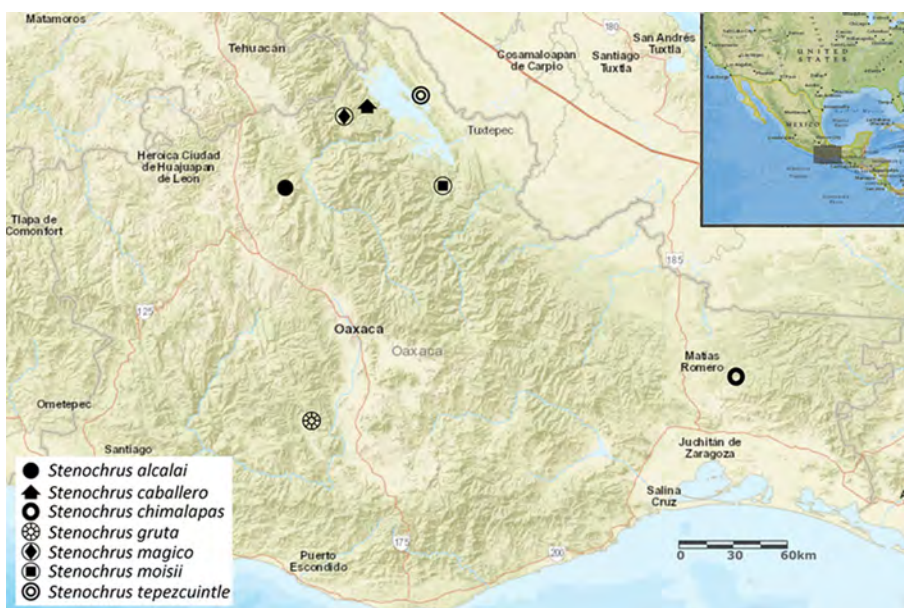 Matamoros
Tehuacán
180
San Andrés
Tuxtla
Cosamaloapan
de Carpio
Santiago
Tuxtla
UNITED
STATES
MEXICO
Tuxtepec
Heroica Ciudad
de Huajuapan
de León
Tlapa de
Comonfort
185
125
Oaxaca
Oaxaca
Matías
Romero
Ometepec
Santiago
Juchitán de
Zaragoza
Salina
Cruz
175
200
Puerto
Escondido
0 30 60km
Stenochrus alcalai
Stenochrus caballero
Stenochrus chimalapas
Stenochrus gruta
Stenochrus magico
Stenochrus moisii
Stenochrus tepezcuintle